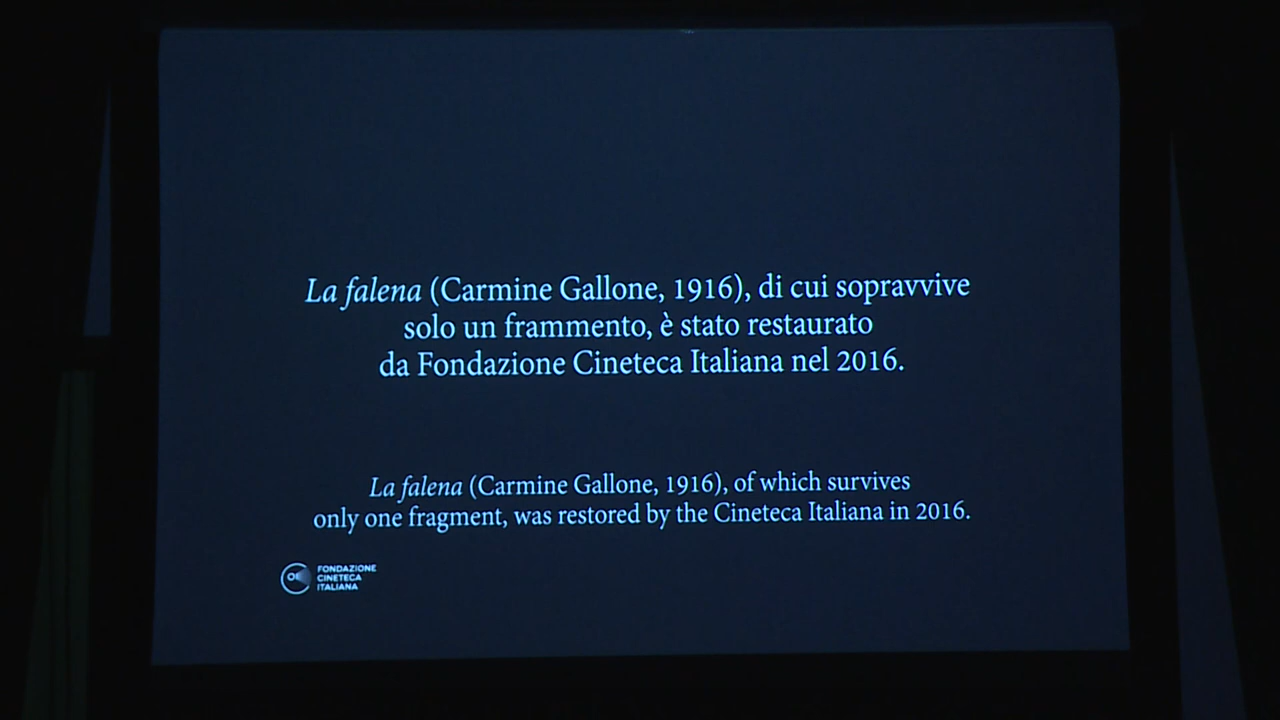 La falena (Carmine Gallone, 1916), di cui sopravvive
solo un frammento, è stato restaurato
da Fondazione Cineteca Italiana nel 2016.
La falena (Carmine Gallone, 1916), of which survives
only one fragment, was restored by the Cineteca Italiana in 2016.
FONDAZIONE
CINETECA
ITALIANA